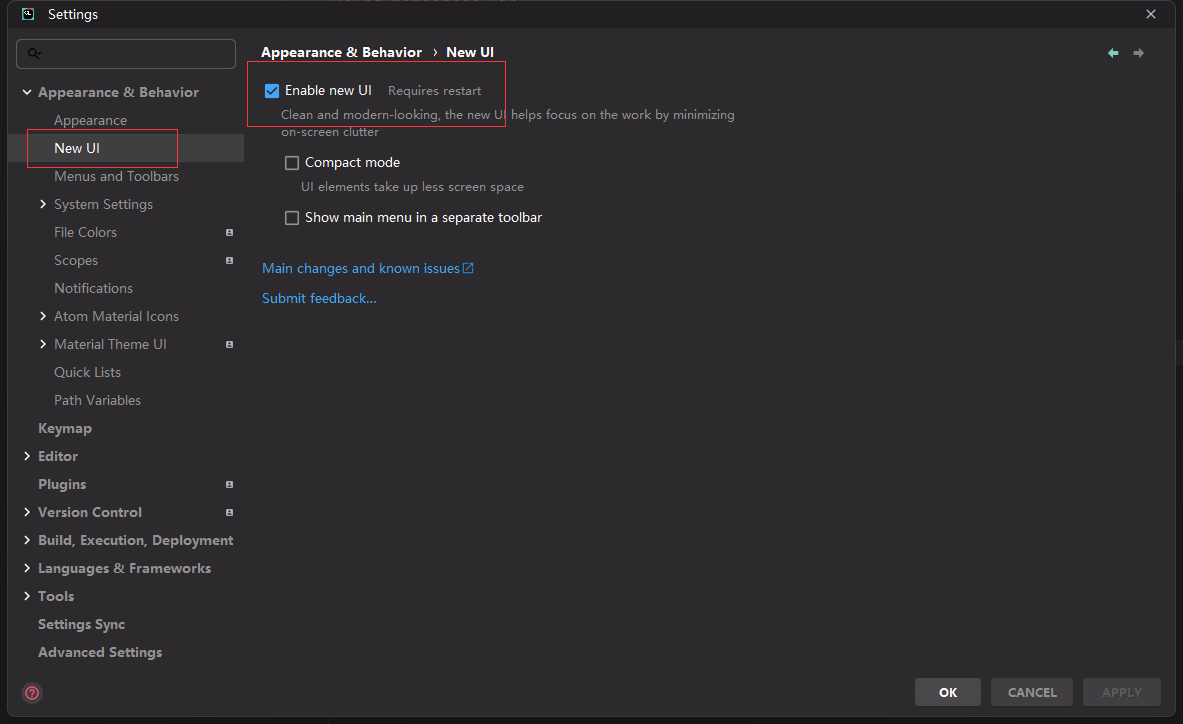 Settings
Appearance & Behavior › New UI
Appearance & Behavior
Appearance
New UI
Menus and Toolbars
System Settings
File Colors
Scopes
Notifications
Atom Material Icons
Material Theme UI
Quick Lists
Path Variables
Keymap
Editor
Plugins
Version Control
Build, Execution, Deployment
Languages & Frameworks
Tools
Settings Sync
Advanced Settings
Enable new UI Requires restart
Clean and modern-looking, the new UI helps focus on the work by minimizing
on-screen clutter
Compact mode
UI elements take up less screen space
Show main menu in a separate toolbar
Main changes and known issues
Submit feedback...
OK
CANCEL
APPLY